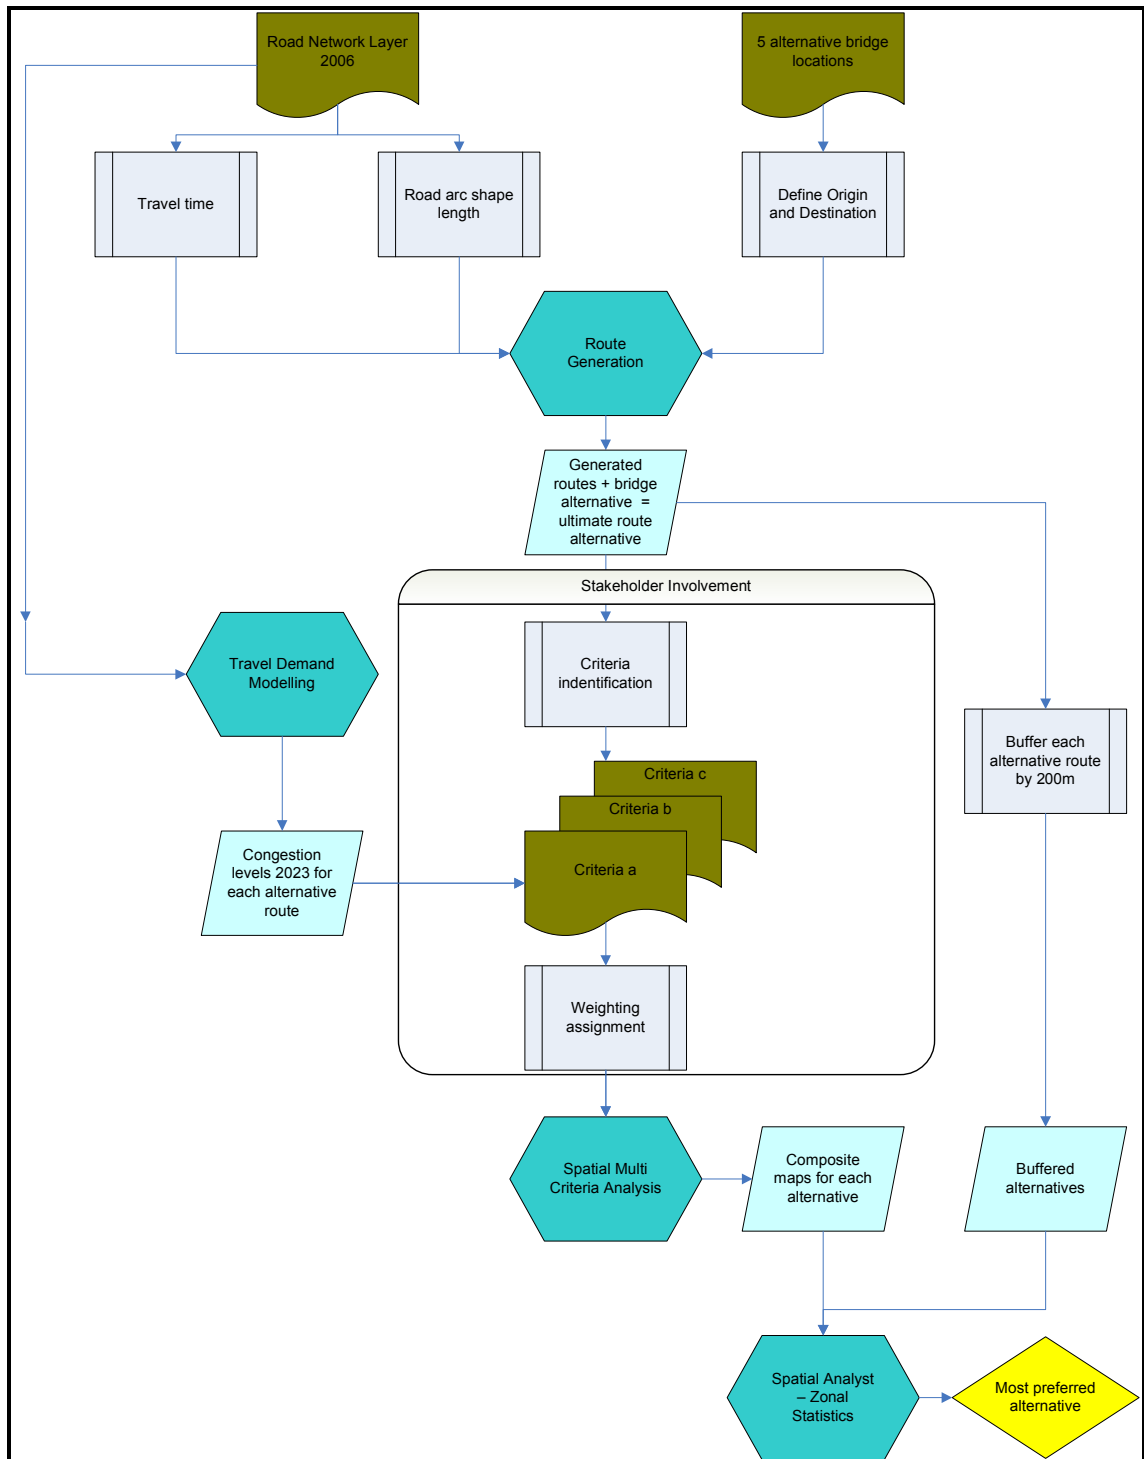 Road Network Layer
2006
5 alternative bridge
locations
Travel time
Road arc shape
length
Define Origin
and Destination
Route
Generation
Generated
routes + bridge
alternative =
ultimate route
alternative
Stakeholder Involvement
Travel Demand
Modelling
Criteria
indentification
Buffer each
alternative route
by 200m
Criteria c
Criteria b
Criteria a
Congestion
levels 2023 for
each alternative
route
Weighting
assignment
Spatial Multi
Criteria Analysis
Composite
maps for each
alternative
Buffered
alternatives
Spatial Analyst
– Zonal
Statistics
Most preferred
alternative